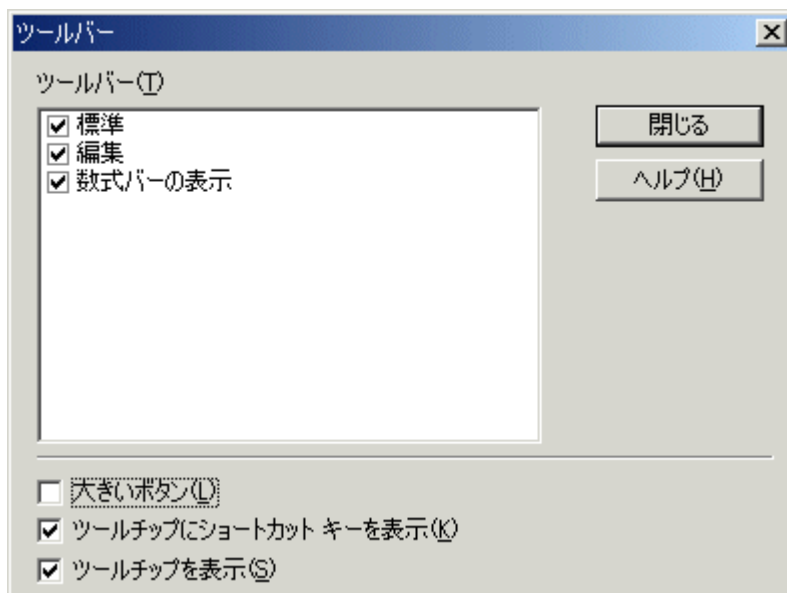 ツールバー
ツールバー(T)
標準
編集
数式バーの表示
閉じる
ヘルプ(H)
大きいボタン(L)
ツールチップにショートカット キーを表示(K)
ツールチップを表示(S)